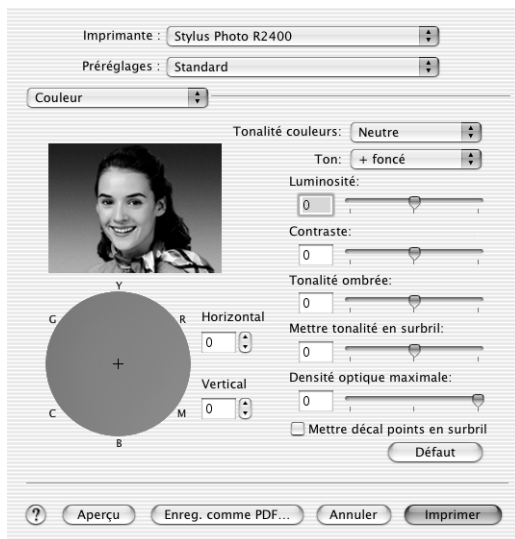 Imprimante : Stylus Photo R2400
Préréglages : Standard
Couleur
Tonalité couleurs: Neutre
Ton: + foncé
Luminosité:
0
Contraste:
0
Tonalité ombrée:
0
Mettre tonalité en surbril:
0
Densité optique maximale:
0
Mettre décal points en surbril
Défaut
Y
G
R
C
M
B
Horizontal
0
Vertical
0
?
Aperçu
Enreg. comme PDF...
Annuler
Imprimer